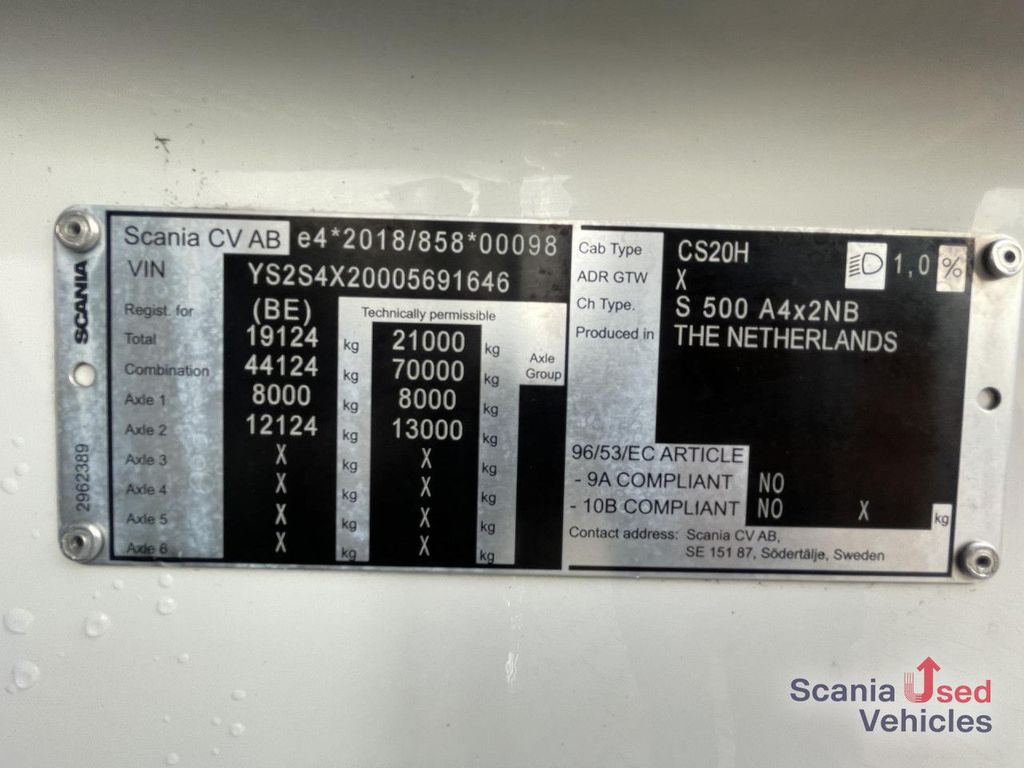 SCANIA
2962389
Scania CV AB e4*2018/858*00098
VIN YS2S4X20005691646
Regist. for (BE) Technically permissible
Total 19124 kg 21000 kg
Combination 44124 kg 70000 kg
Axle Group
Axle 1 8000 kg 8000 kg
Axle 2 12124 kg 13000 kg
Axle 3 X kg X kg
Axle 4 X kg X kg
Axle 5 X kg X kg
Axle 6 X kg X kg
Cab Type CS20H 1,0 %
ADR GTW X
Ch Type. S 500 A4x2NB
Produced in THE NETHERLANDS
96/53/EC ARTICLE
- 9A COMPLIANT NO
- 10B COMPLIANT NO X kg
Contact address: Scania CV AB,
SE 151 87, Södertälje, Sweden
Scania Used
Vehicles